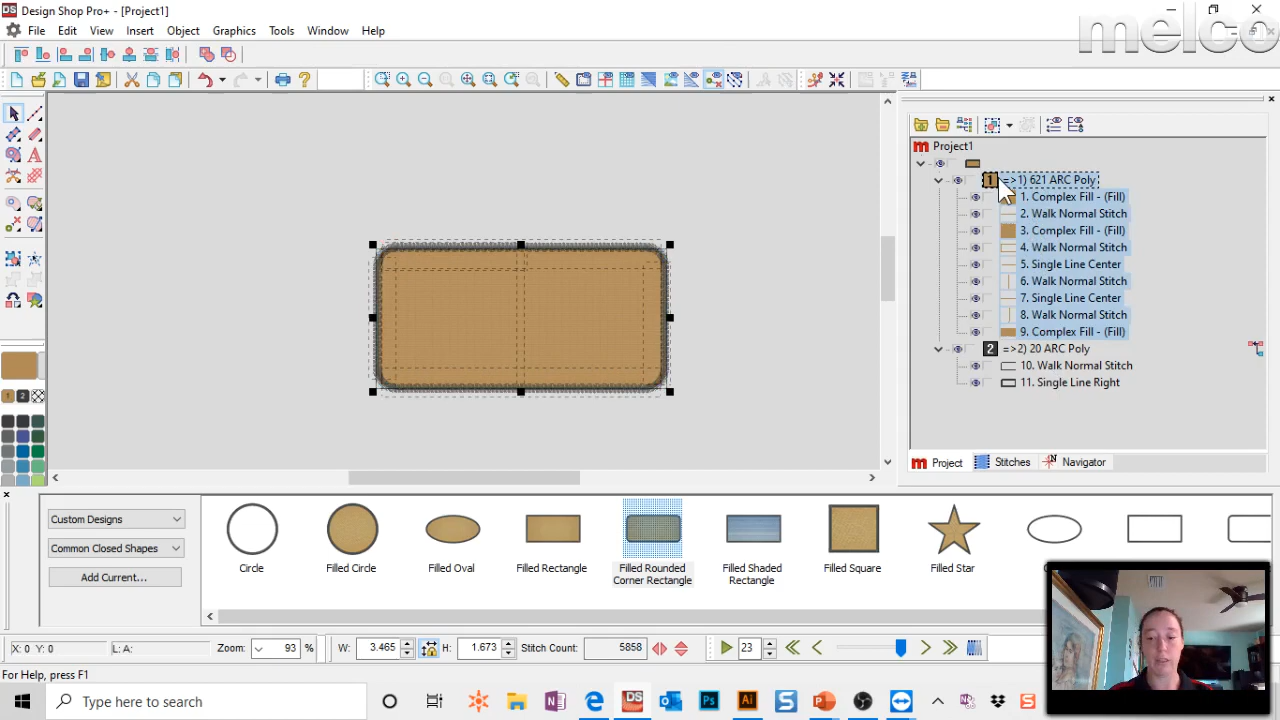 Design Shop Pro+ - [Project1]
File Edit View Insert Object Graphics Tools Window Help
melco
Project1
1 =>1) 621 ARC Poly
1. Complex Fill - (Fill)
2. Walk Normal Stitch
3. Complex Fill - (Fill)
4. Walk Normal Stitch
5. Single Line Center
6. Walk Normal Stitch
7. Single Line Center
8. Walk Normal Stitch
9. Complex Fill - (Fill)
2 =>2) 20 ARC Poly
10. Walk Normal Stitch
11. Single Line Right
Project Stitches Navigator
Custom Designs
Common Closed Shapes
Add Current...
Circle
Filled Circle
Filled Oval
Filled Rectangle
Filled Rounded
Corner Rectangle
Filled Shaded
Rectangle
Filled Square
Filled Star
X: 0 Y: 0 L: A: Zoom: 93 % W: 3.465 H: 1.673 Stitch Count: 5858 23
For Help, press F1
Type here to search